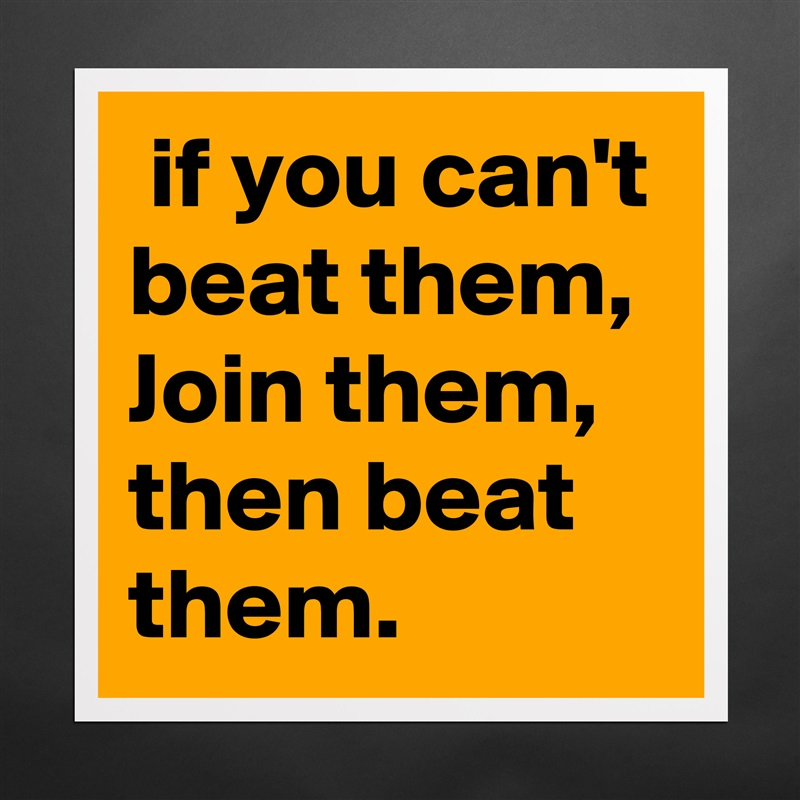 if you can't
beat them,
Join them,
then beat
them.